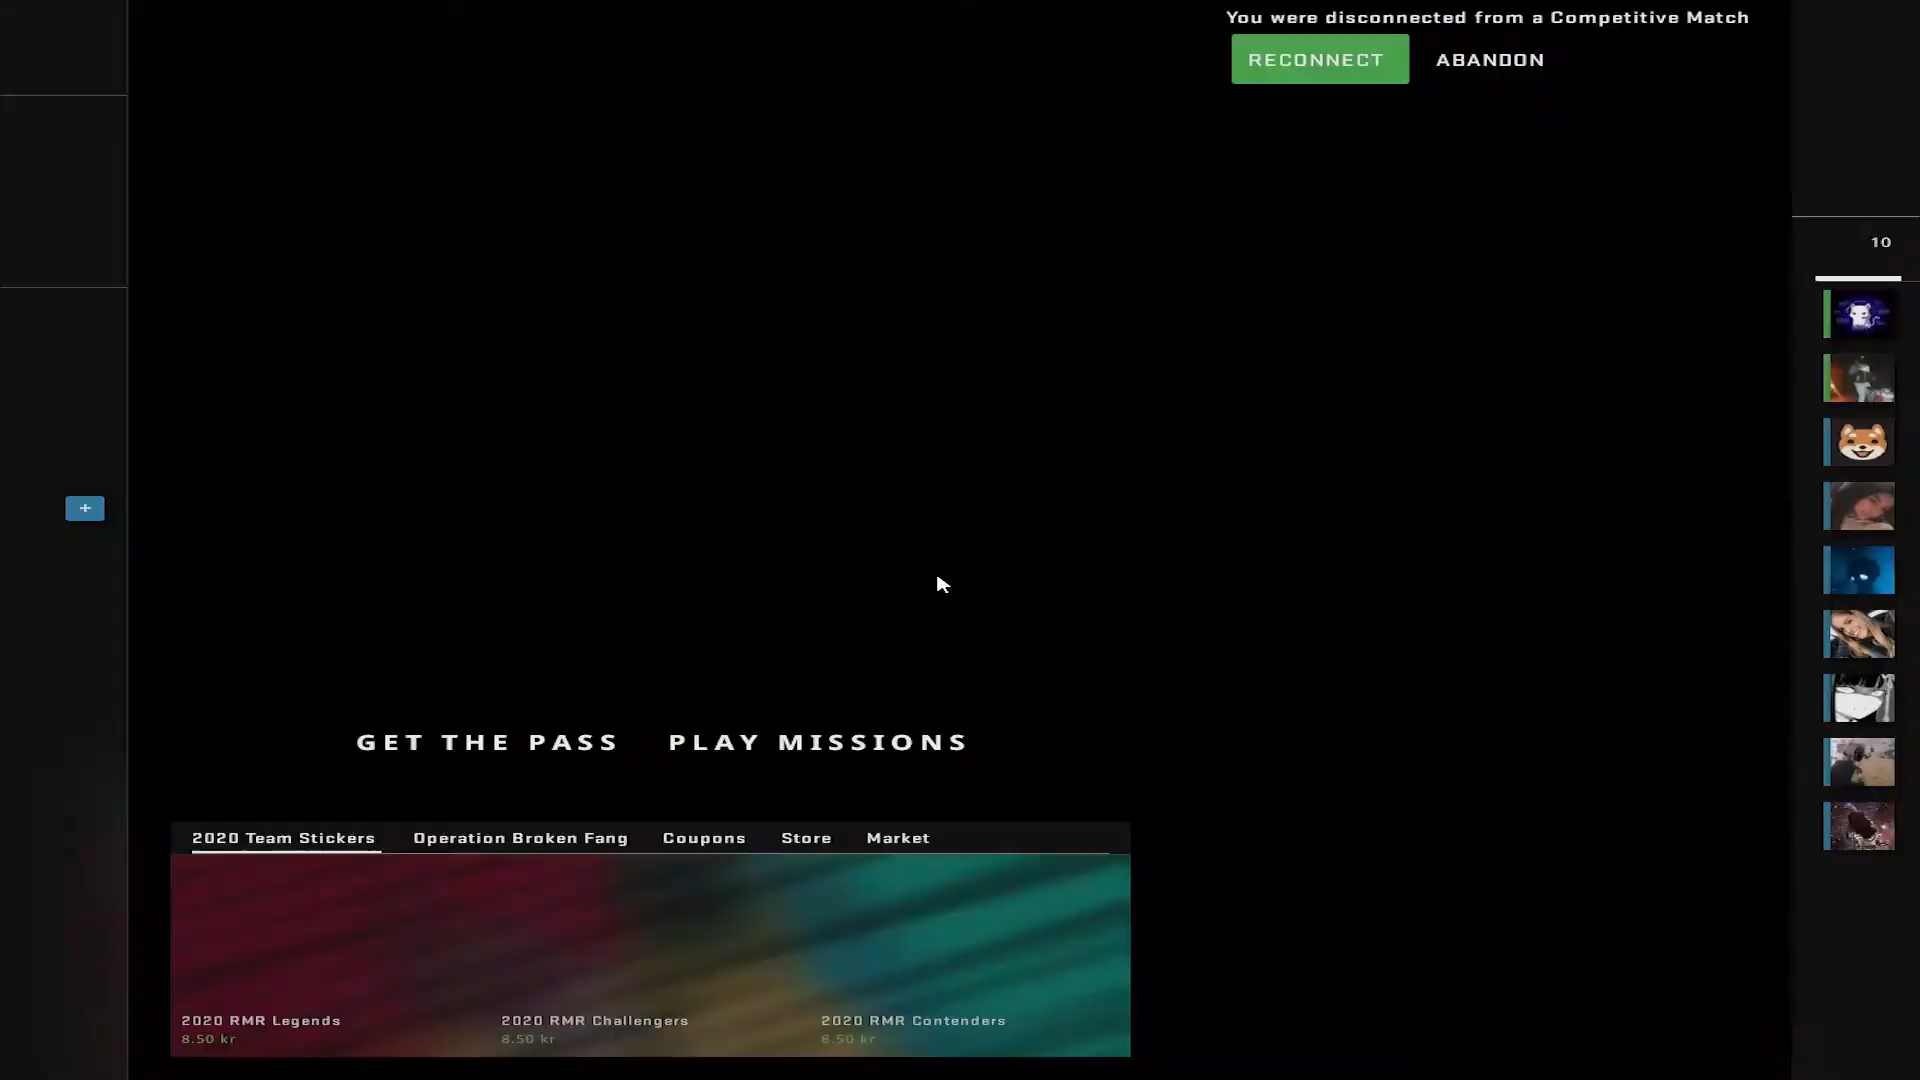 You were disconnected from a Competitive Match
RECONNECT ABANDON
10
+
GET THE PASS PLAY MISSIONS
2020 Team Stickers Operation Broken Fang Coupons Store Market
2020 RMR Legends 2020 RMR Challengers 2020 RMR Contenders
8.50 kr 8.50 kr 8.50 kr